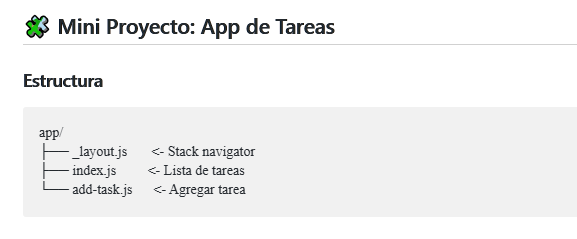 Mini Proyecto: App de Tareas
Estructura
app/
├── _layout.js <- Stack navigator
├── index.js <- Lista de tareas
└── add-task.js <- Agregar tarea